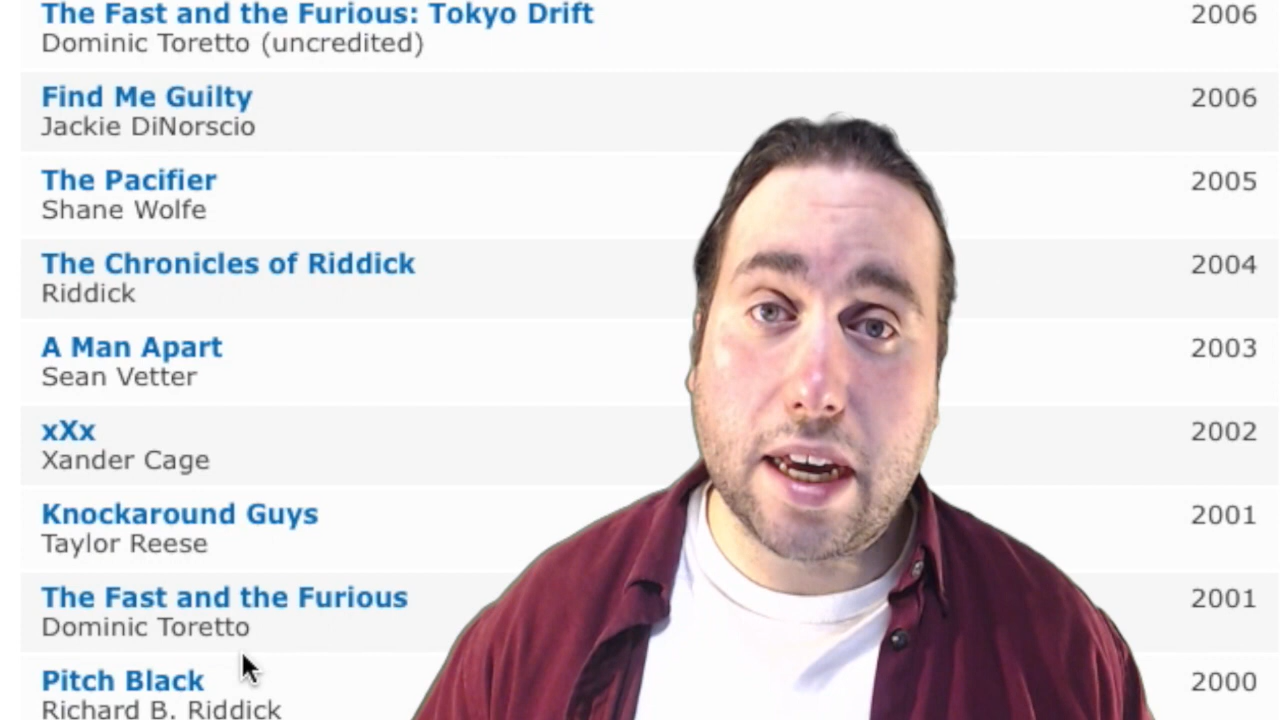 The Fast and the Furious: Tokyo Drift 2006
Dominic Toretto (uncredited)
Find Me Guilty 2006
Jackie DiNorscio
The Pacifier 2005
Shane Wolfe
The Chronicles of Riddick 2004
Riddick
A Man Apart 2003
Sean Vetter
xXx 2002
Xander Cage
Knockaround Guys 2001
Taylor Reese
The Fast and the Furious 2001
Dominic Toretto
Pitch Black 2000
Richard B. Riddick